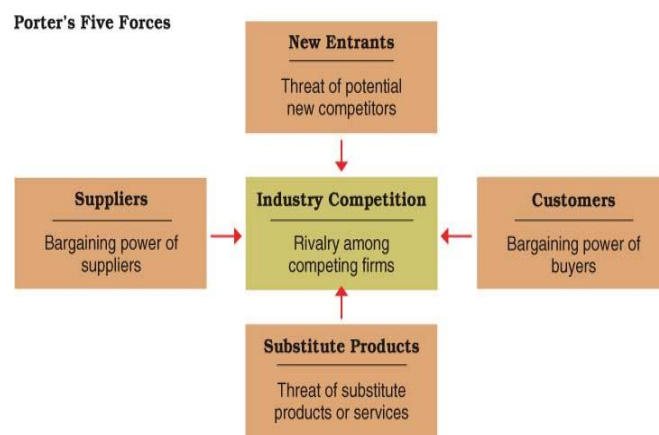 Porter's Five Forces
New Entrants
Threat of potential
new competitors
Suppliers
Bargaining power of
suppliers
Industry Competition
Rivalry among
competing firms
Customers
Bargaining power of
buyers
Substitute Products
Threat of substitute
products or services